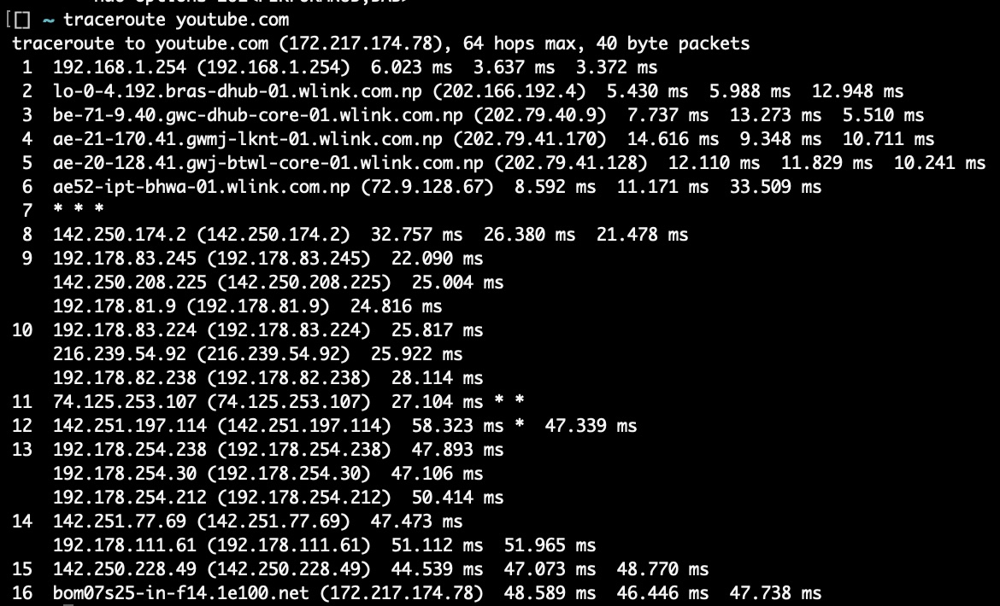 [] ~ traceroute youtube.com
traceroute to youtube.com (172.217.174.78), 64 hops max, 40 byte packets
1 192.168.1.254 (192.168.1.254) 6.023 ms 3.637 ms 3.372 ms
2 lo-0-4.192.bras-dhub-01.wlink.com.np (202.166.192.4) 5.430 ms 5.988 ms 12.948 ms
3 be-71-9.40.gwc-dhub-core-01.wlink.com.np (202.79.40.9) 7.737 ms 13.273 ms 5.510 ms
4 ae-21-170.41.gwmj-lknt-01.wlink.com.np (202.79.41.170) 14.616 ms 9.348 ms 10.711 ms
5 ae-20-128.41.gwj-btwl-core-01.wlink.com.np (202.79.41.128) 12.110 ms 11.829 ms 10.241 ms
6 ae52-ipt-bhwa-01.wlink.com.np (72.9.128.67) 8.592 ms 11.171 ms 33.509 ms
7 * * *
8 142.250.174.2 (142.250.174.2) 32.757 ms 26.380 ms 21.478 ms
9 192.178.83.245 (192.178.83.245) 22.090 ms
142.250.208.225 (142.250.208.225) 25.004 ms
192.178.81.9 (192.178.81.9) 24.816 ms
10 192.178.83.224 (192.178.83.224) 25.817 ms
216.239.54.92 (216.239.54.92) 25.922 ms
192.178.82.238 (192.178.82.238) 28.114 ms
11 74.125.253.107 (74.125.253.107) 27.104 ms * *
12 142.251.197.114 (142.251.197.114) 58.323 ms * 47.339 ms
13 192.178.254.238 (192.178.254.238) 47.893 ms
192.178.254.30 (192.178.254.30) 47.106 ms
192.178.254.212 (192.178.254.212) 50.414 ms
14 142.251.77.69 (142.251.77.69) 47.473 ms
192.178.111.61 (192.178.111.61) 51.112 ms 51.965 ms
15 142.250.228.49 (142.250.228.49) 44.539 ms 47.073 ms 48.770 ms
16 bom07s25-in-f14.1e100.net (172.217.174.78) 48.589 ms 46.446 ms 47.738 ms